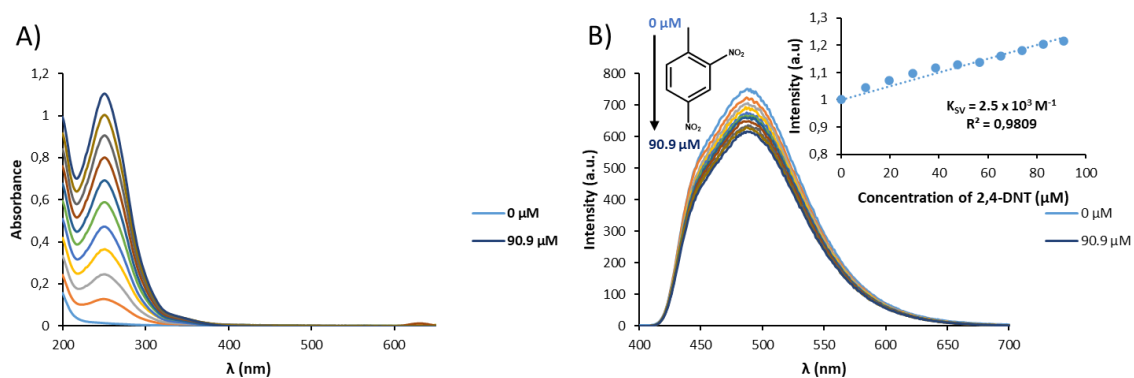 A)
1,2
1
0,8
0,6
0,4
0,2
0
200
300
400
500
600
Absorbance
λ (nm)
0 µM
90.9 µM
B)
0 µM
NO₂
NO₂
90.9 µM
800
700
600
500
400
300
200
100
0
400
450
500
550
600
650
700
Intensity (a.u.)
λ (nm)
1,3
1,2
1,1
1
0,9
0,8
0
20
40
60
80
100
Intensity (a.u)
K_SV = 2.5 x 10³ M⁻¹
R² = 0,9809
Concentration of 2,4-DNT (µM)
0 µM
90.9 µM